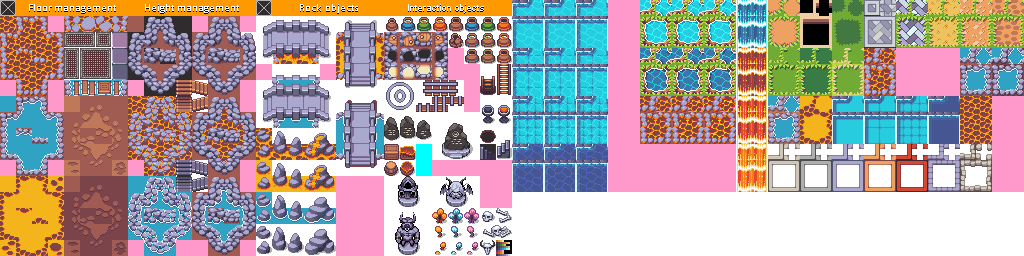 Floor management
Height management
Rock objects
Interaction objects